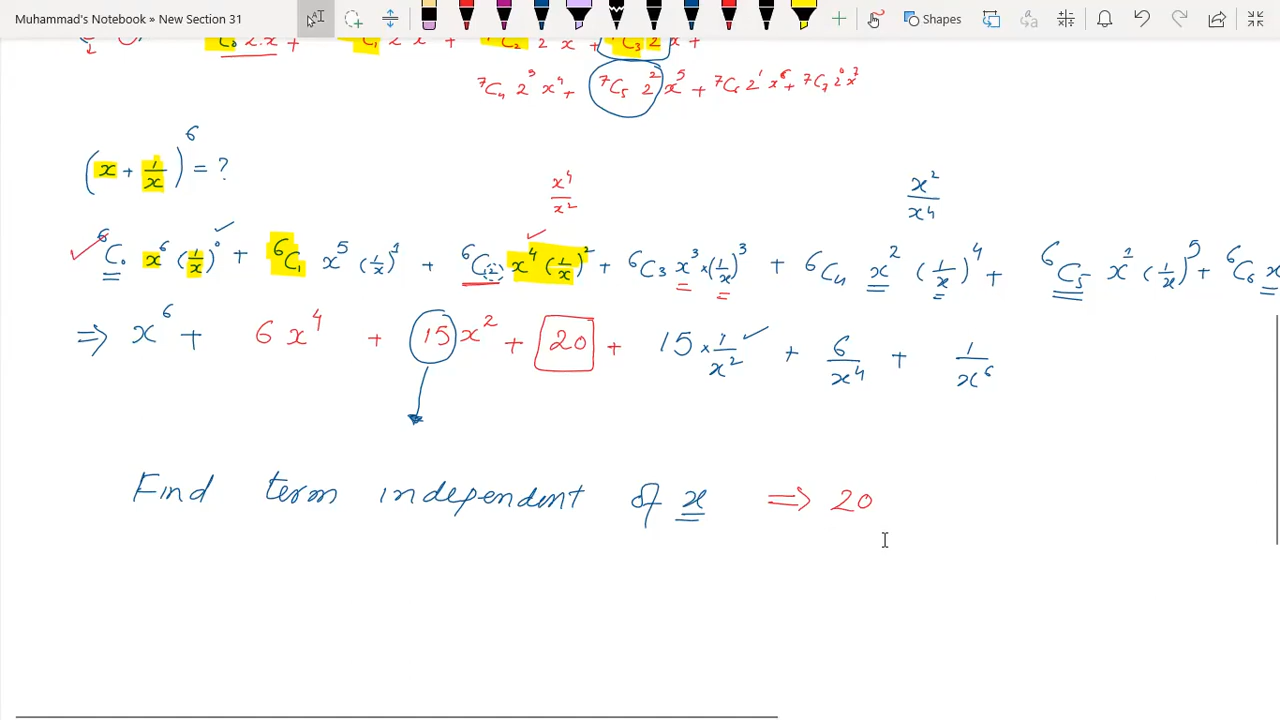 Muhammad's Notebook » New Section 31
Shapes
⁷C₄ 2³ x⁴ + ⁷C₅ 2² x⁵ + ⁷C₆ 2¹ x⁶ + ⁷C₇ 2⁰ x⁷
(x + 1/x)⁶ = ?
x⁴/x²
x²/x⁴
⁶C₀ x⁶ (1/x)⁰ + ⁶C₁ x⁵ (1/x)¹ + ⁶C₂ x⁴ (1/x)² + ⁶C₃ x³ × (1/x)³ + ⁶C₄ x² (1/x)⁴ + ⁶C₅ x¹ (1/x)⁵ + ⁶C₆ x
⇒ x⁶ + 6x⁴ + 15x² + 20 + 15 × 1/x² + 6/x⁴ + 1/x⁶
Find term independent of x ⇒ 20